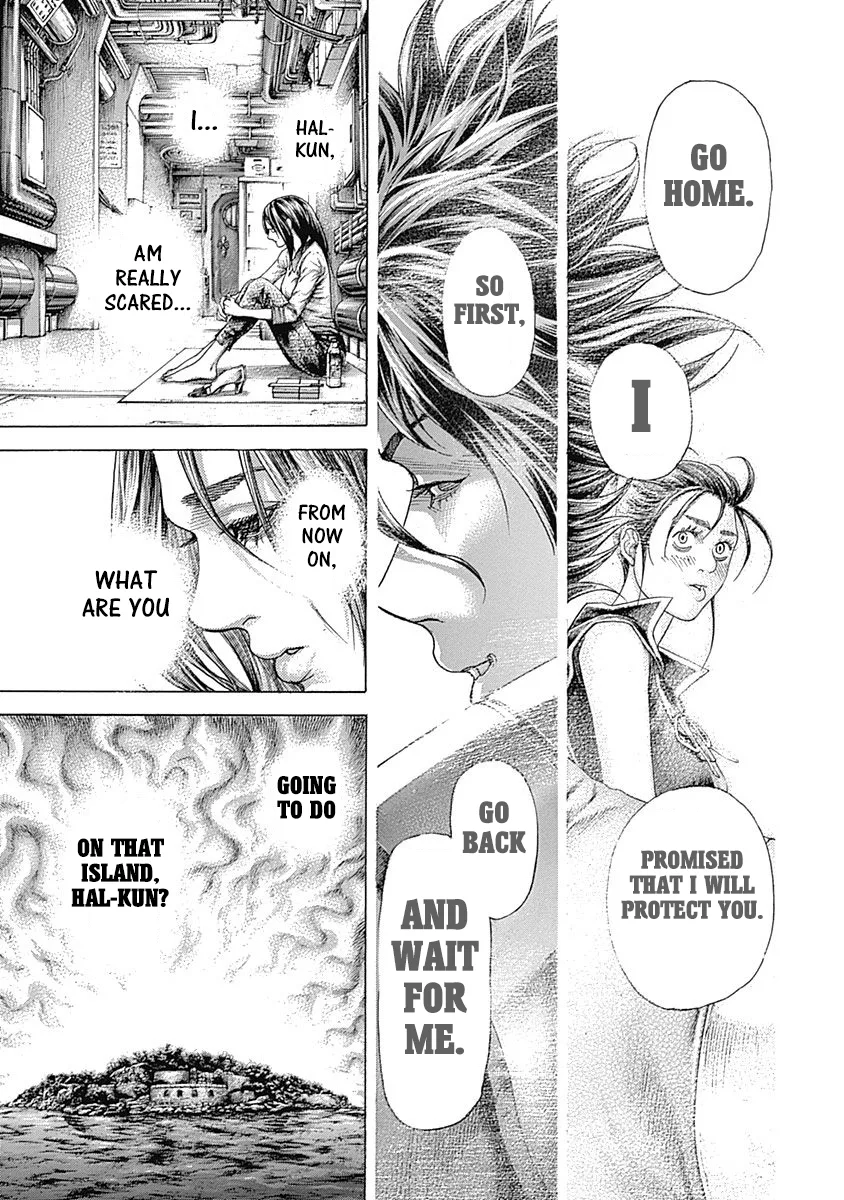 GO
HOME.
I
PROMISED
THAT I WILL
PROTECT YOU.
SO
FIRST,
GO
BACK
AND
WAIT
FOR
ME.
HAL-
KUN,
I...
AM
REALLY
SCARED...
FROM
NOW
ON,
WHAT
ARE YOU
GOING
TO DO
ON THAT
ISLAND,
HAL-KUN?